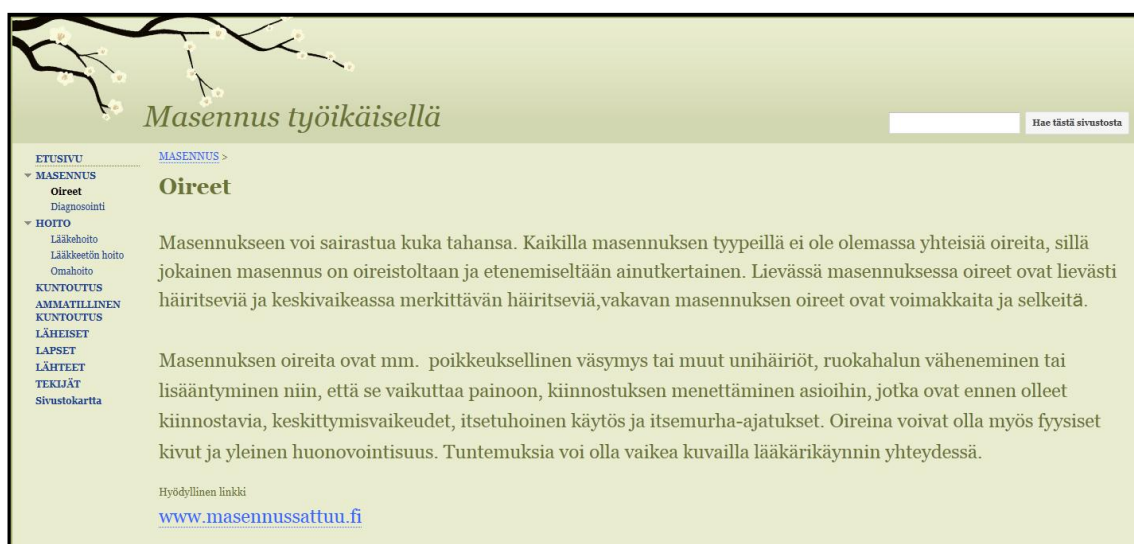 Masennus työikäisellä
Hae tästä sivustosta
ETUSIVU
MASENNUS
Oireet
Diagnosointi
HOITO
Lääkehoito
Lääkkeetön hoito
Omahoito
KUNTOUTUS
AMMATILLINEN
KUNTOUTUS
LÄHEISET
LAPSET
LÄHTEET
TEKIJÄT
Sivustokartta
MASENNUS >
Oireet
Masennukseen voi sairastua kuka tahansa. Kaikilla masennuksen tyypeillä ei ole olemassa yhteisiä oireita, sillä
jokainen masennus on oireistoltaan ja etenemiseltään ainutkertainen. Lievässä masennuksessa oireet ovat lievästi
häiritseviä ja keskivaikeassa merkittävän häiritseviä,vakavan masennuksen oireet ovat voimakkaita ja selkeitä.
Masennuksen oireita ovat mm. poikkeuksellinen väsymys tai muut unihäiriöt, ruokahalun väheneminen tai
lisääntyminen niin, että se vaikuttaa painoon, kiinnostuksen menettäminen asioihin, jotka ovat ennen olleet
kiinnostavia, keskittymisvaikeudet, itsetuhoinen käytös ja itsemurha-ajatukset. Oireina voivat olla myös fyysiset
kivut ja yleinen huonovointisuus. Tuntemuksia voi olla vaikea kuvailla lääkärikäynnin yhteydessä.
Hyödyllinen linkki
www.masennussattuu.fi